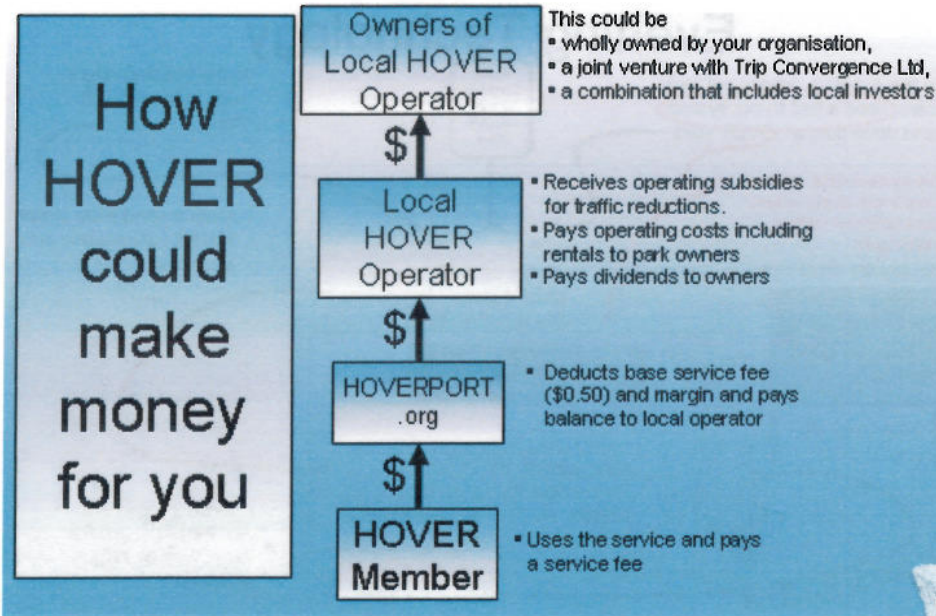 How
HOVER
could
make
money
for you
Owners of
Local HOVER
Operator
This could be
▪ wholly owned by your organisation,
▪ a joint venture with Trip Convergence Ltd,
▪ a combination that includes local investors
$
Local
HOVER
Operator
▪ Receives operating subsidies
for traffic reductions.
▪ Pays operating costs including
rentals to park owners
▪ Pays dividends to owners
$
HOVERPORT
.org
▪ Deducts base service fee
($0.50) and margin and pays
balance to local operator
$
HOVER
Member
▪ Uses the service and pays
a service fee